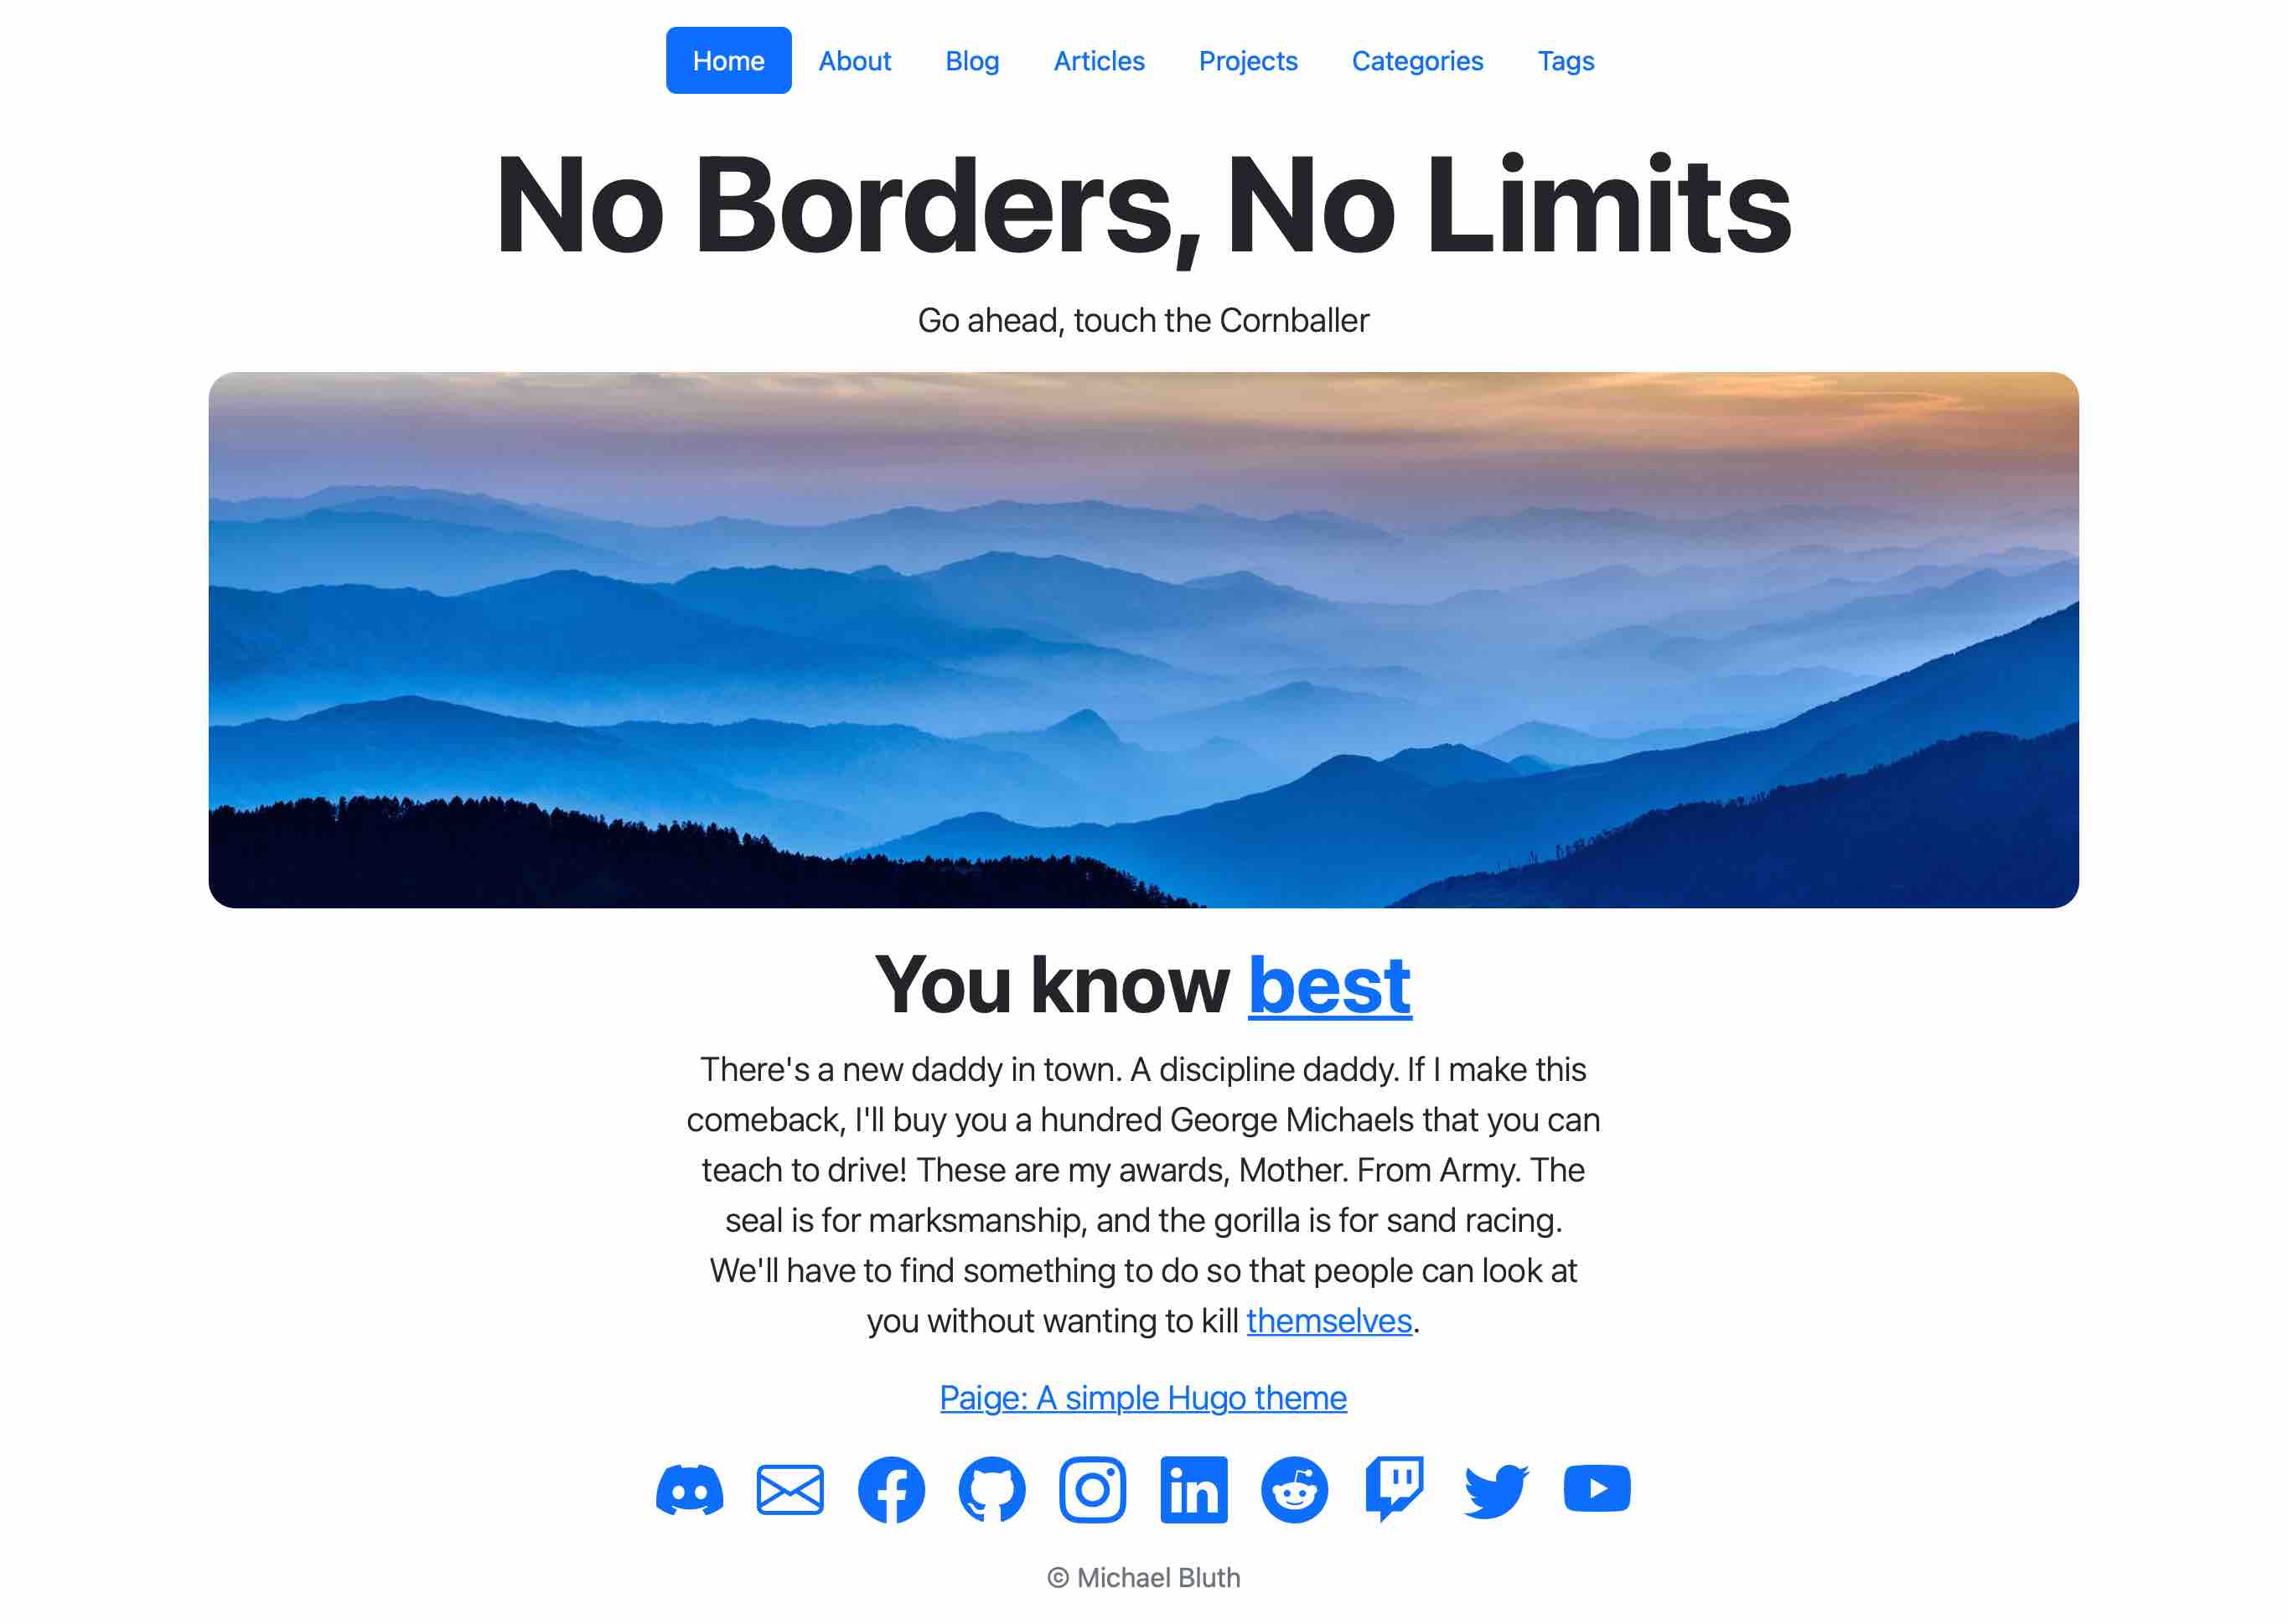 Home About Blog Articles Projects Categories Tags
No Borders, No Limits
Go ahead, touch the Cornballer
You know best
There's a new daddy in town. A discipline daddy. If I make this
comeback, I'll buy you a hundred George Michaels that you can
teach to drive! These are my awards, Mother. From Army. The
seal is for marksmanship, and the gorilla is for sand racing.
We'll have to find something to do so that people can look at
you without wanting to kill themselves.
Paige: A simple Hugo theme
© Michael Bluth